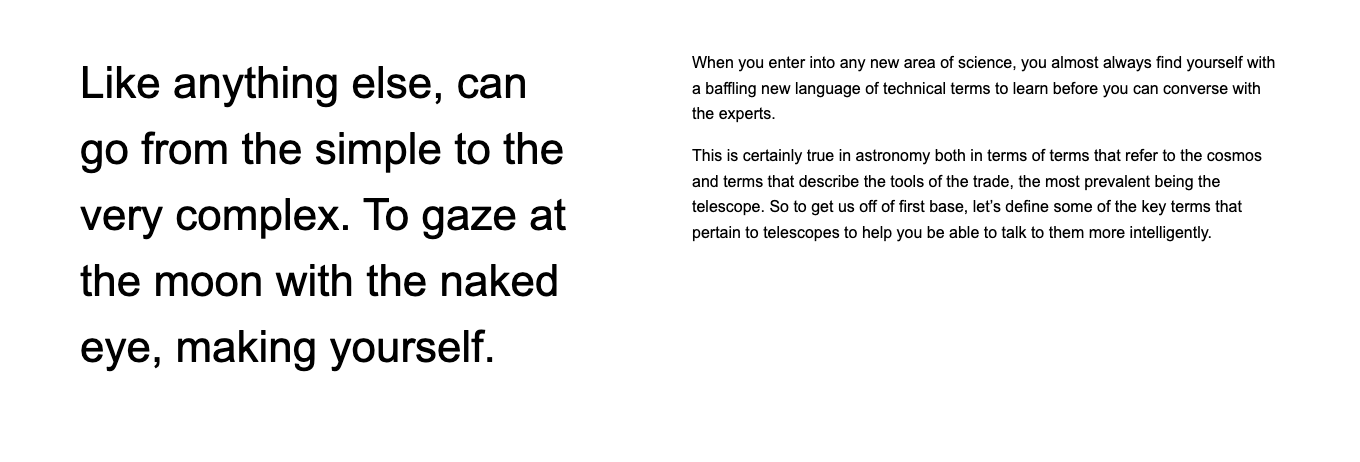 Like anything else, can
go from the simple to the
very complex. To gaze at
the moon with the naked
eye, making yourself.
When you enter into any new area of science, you almost always find yourself with
a baffling new language of technical terms to learn before you can converse with
the experts.
This is certainly true in astronomy both in terms of terms that refer to the cosmos
and terms that describe the tools of the trade, the most prevalent being the
telescope. So to get us off of first base, let’s define some of the key terms that
pertain to telescopes to help you be able to talk to them more intelligently.